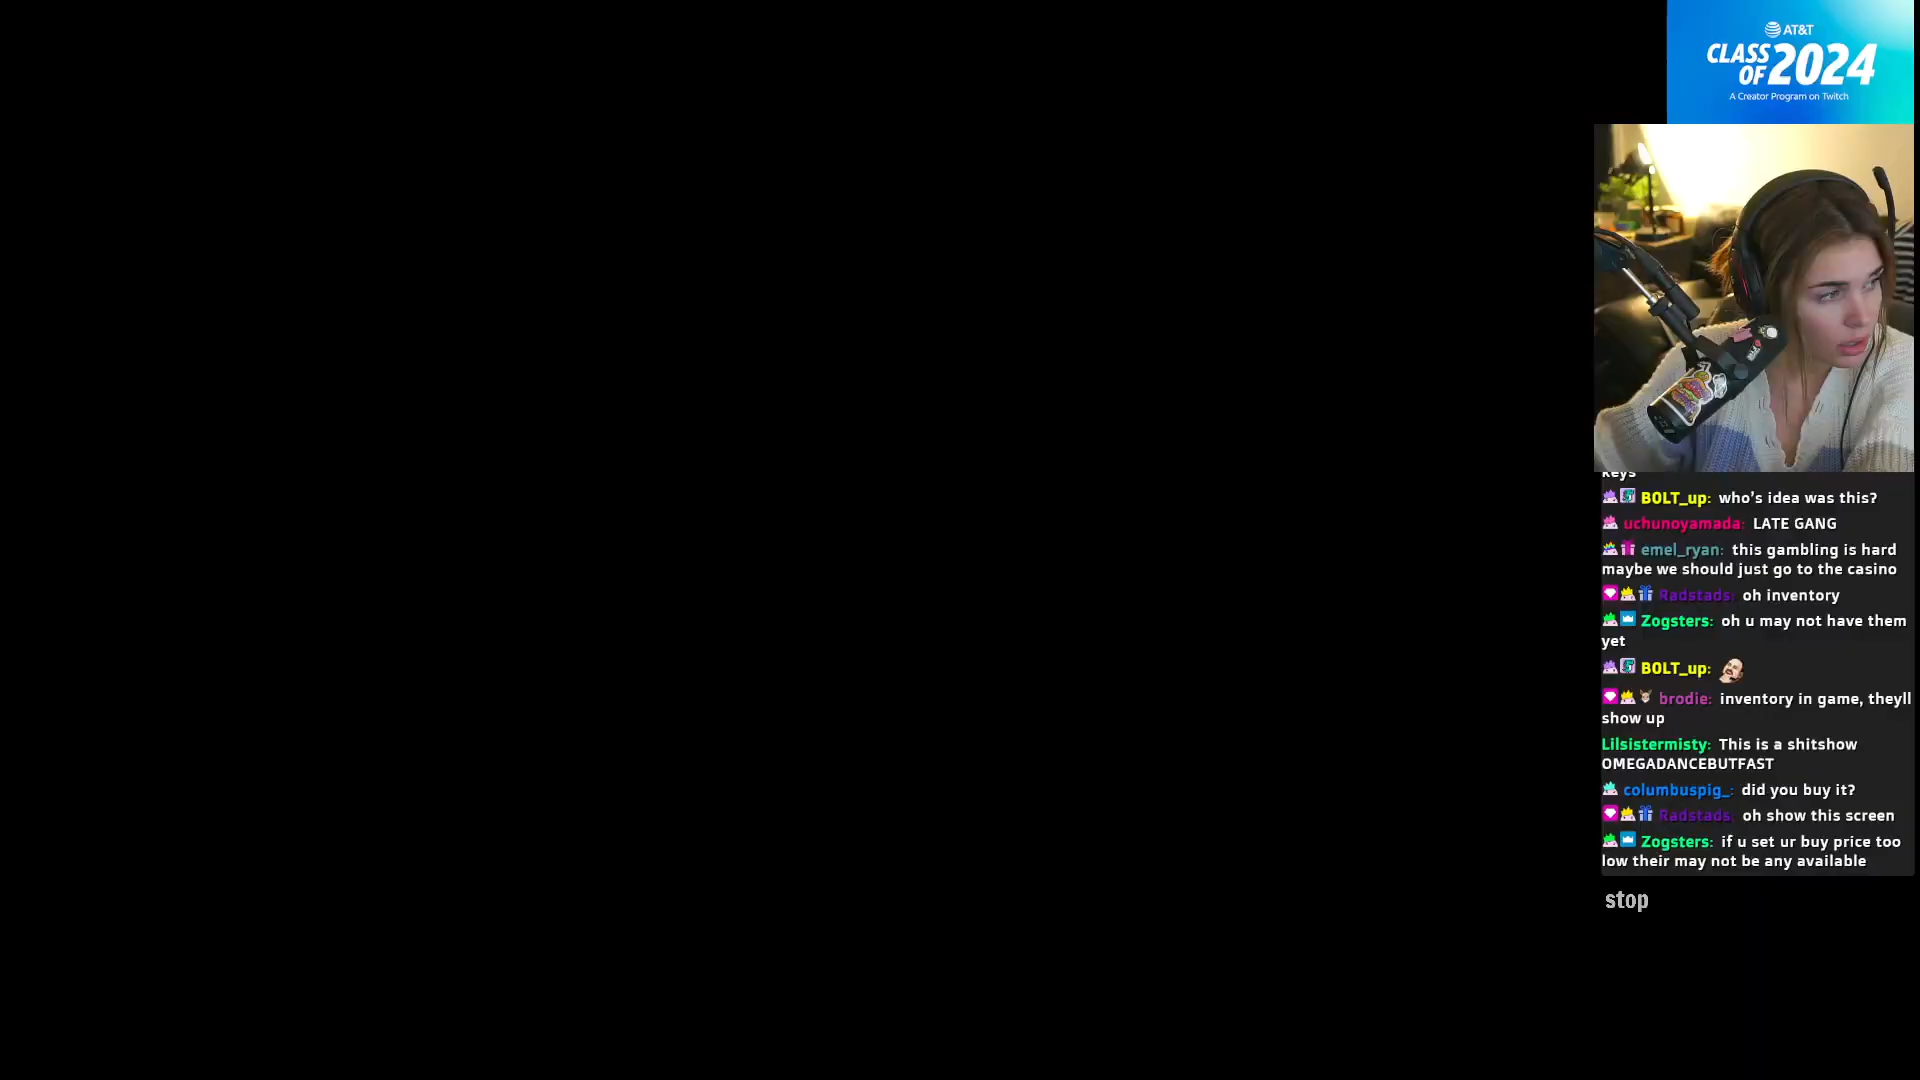 AT&T
CLASS
OF 2024
A Creator Program on Twitch
keys
BOLT_up: who's idea was this?
uchunoyamada: LATE GANG
emel_ryan: this gambling is hard
maybe we should just go to the casino
Radstads: oh inventory
Zogsters: oh u may not have them
yet
BOLT_up:
brodie: inventory in game, theyll
show up
Lilsistermisty: This is a shitshow
OMEGADANCEBUTFAST
columbuspig_: did you buy it?
Radstads: oh show this screen
Zogsters: if u set ur buy price too
low their may not be any available
stop